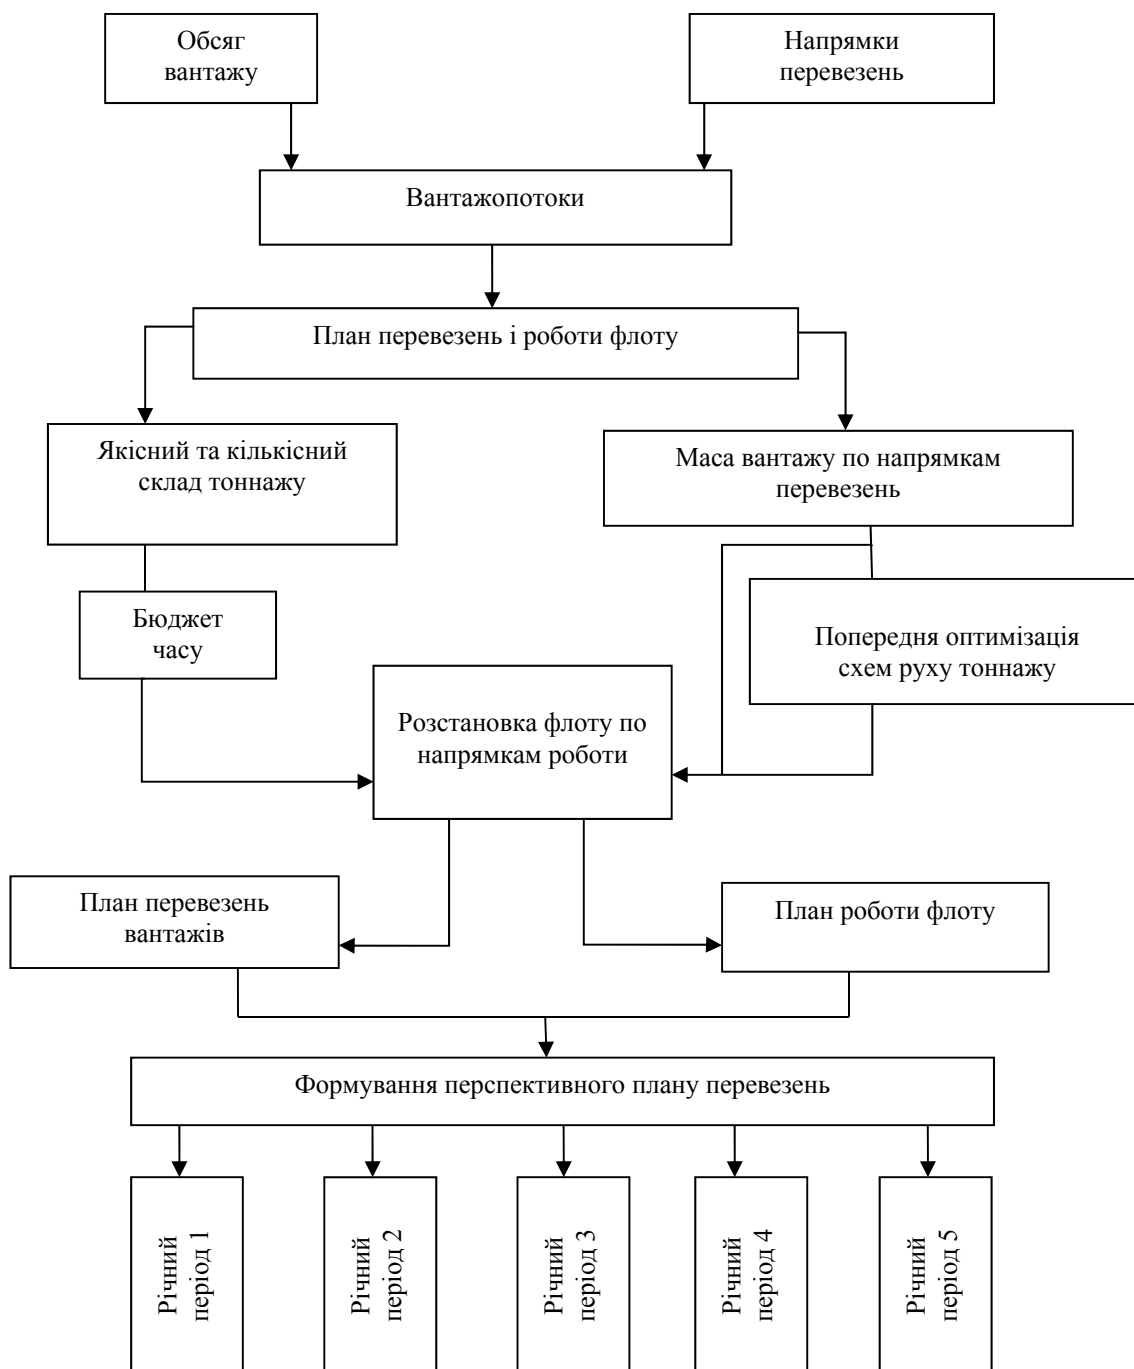 Обсяг
вантажу
Напрямки
перевезень
Вантажопотоки
План перевезень і роботи флоту
Якісний та кількісний
склад тоннажу
Маса вантажу по напрямкам
перевезень
Бюджет
часу
Попередня оптимізація
схем руху тоннажу
Розстановка флоту по
напрямкам роботи
План перевезень
вантажів
План роботи флоту
Формування перспективного плану перевезень
Річний
період 1
Річний
період 2
Річний
період 3
Річний
період 4
Річний
період 5